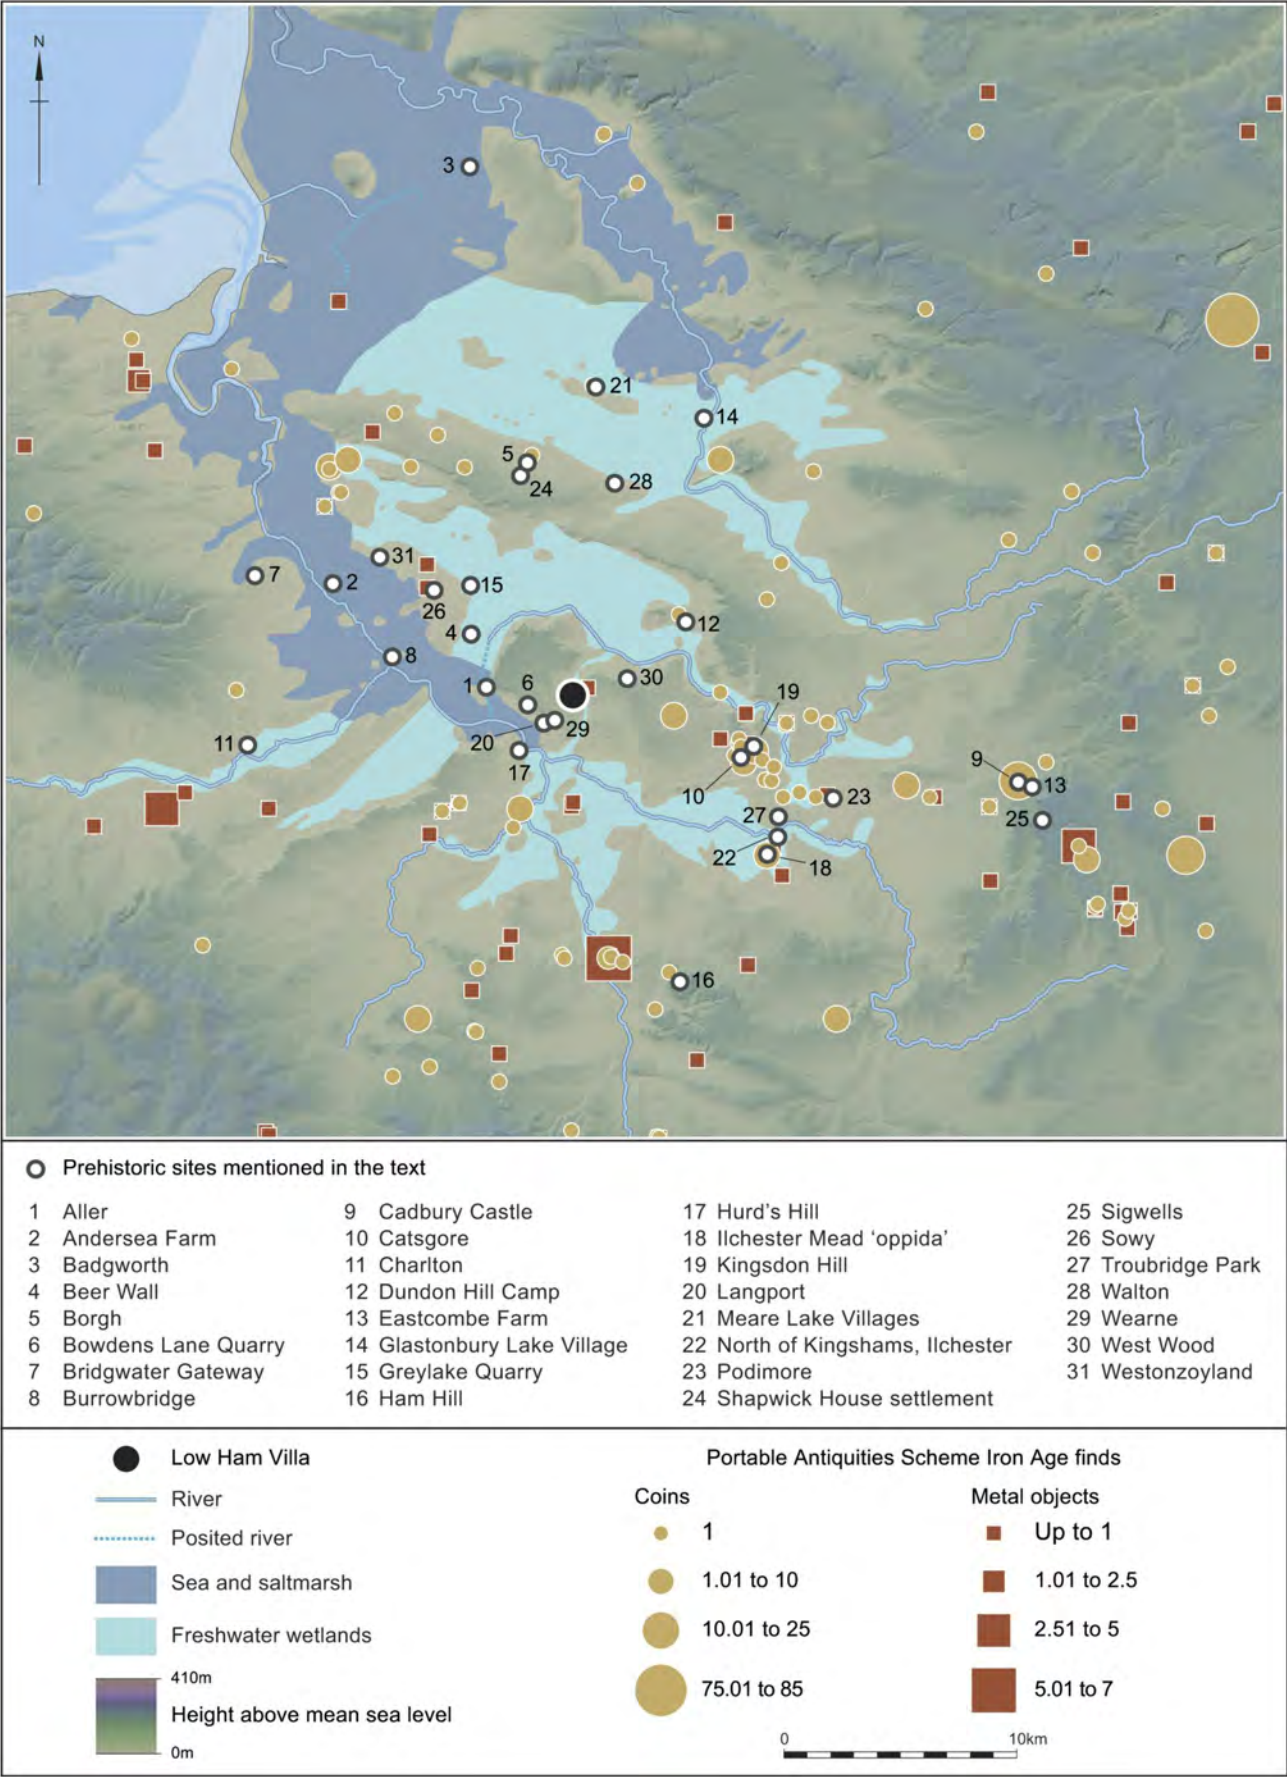 N
3
21
14
5
24
28
31
7
2
26
15
4
12
8
1
6
30
19
20
29
11
17
9
13
10
23
27
25
22
18
16
Prehistoric sites mentioned in the text
1 Aller
2 Andersea Farm
3 Badgworth
4 Beer Wall
5 Borgh
6 Bowdens Lane Quarry
7 Bridgwater Gateway
8 Burrowbridge
9 Cadbury Castle
10 Catsgore
11 Charlton
12 Dundon Hill Camp
13 Eastcombe Farm
14 Glastonbury Lake Village
15 Greylake Quarry
16 Ham Hill
17 Hurd's Hill
18 Ilchester Mead 'oppida'
19 Kingsdon Hill
20 Langport
21 Meare Lake Villages
22 North of Kingshams, Ilchester
23 Podimore
24 Shapwick House settlement
25 Sigwells
26 Sowy
27 Troubridge Park
28 Walton
29 Wearne
30 West Wood
31 Westonzoyland
Low Ham Villa
River
Posited river
Sea and saltmarsh
Freshwater wetlands
410m
Height above mean sea level
0m
Portable Antiquities Scheme Iron Age finds
Coins
1
1.01 to 10
10.01 to 25
75.01 to 85
Metal objects
Up to 1
1.01 to 2.5
2.51 to 5
5.01 to 7
0 10km